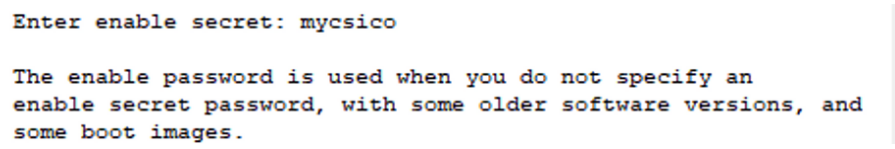 Enter enable secret: mycsico
The enable password is used when you do not specify an
enable secret password, with some older software versions, and
some boot images.